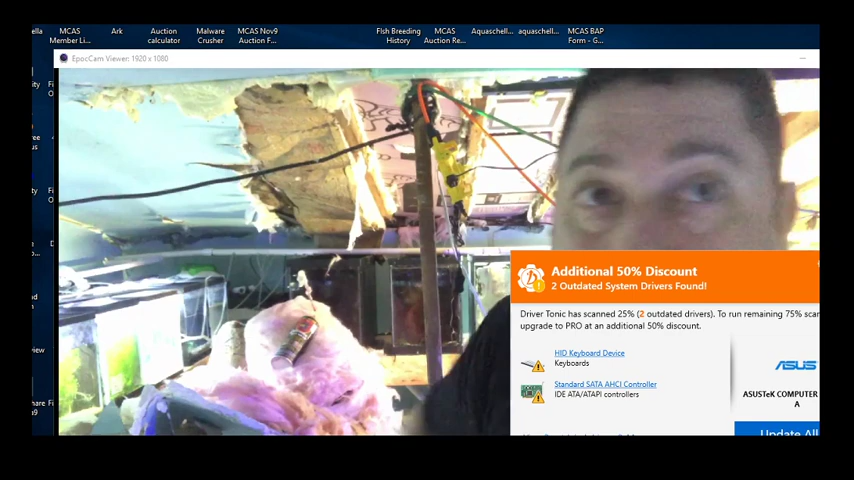 ella
MCAS
Member Li...
Ark
Auction
calculator
Malware
Crusher
MCAS Nov9
Auction F...
FIsh Breeding
History
MCAS
Auction Re...
Aquaschell...
aquaschell...
MCAS BAP
Form - G...
EpocCam Viewer: 1920 x 1080
Additional 50% Discount
2 Outdated System Drivers Found!
Driver Tonic has scanned 25% (2 outdated drivers). To run remaining 75% scan
upgrade to PRO at an additional 50% discount.
HID Keyboard Device
Keyboards
ASUS
Standard SATA AHCI Controller
IDE ATA/ATAPI controllers
ASUSTeK COMPUTER
A
Update All